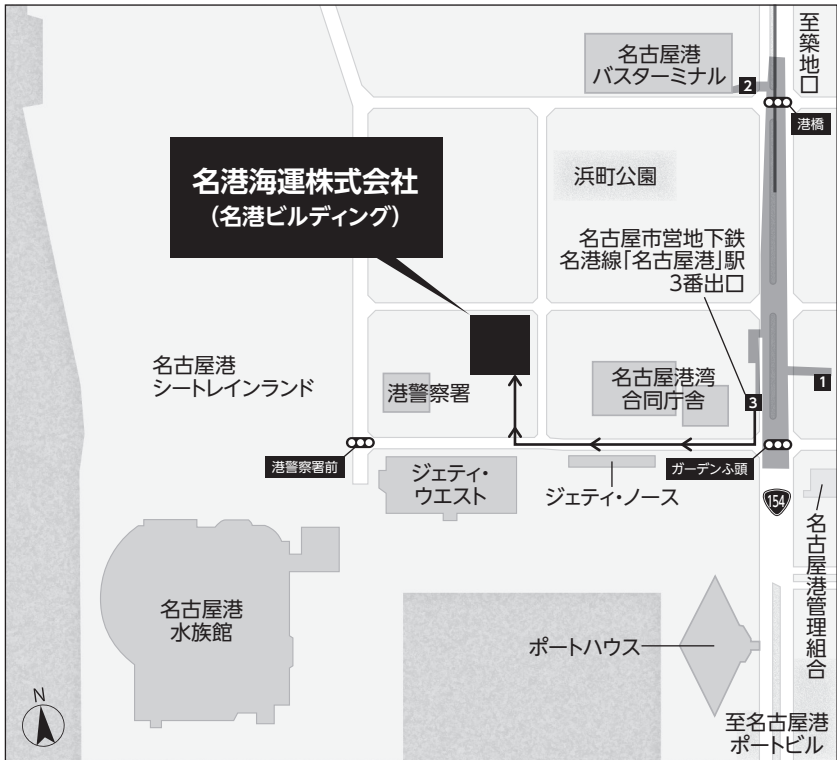 名古屋港
バスターミナル
2
至築地口
港橋
名港海運株式会社
(名港ビルディング)
浜町公園
名古屋市営地下鉄
名港線「名古屋港」駅
3番出口
名古屋港
シートレインランド
港警察署
名古屋港湾
合同庁舎
3
1
港警察署前
ジェティ・
ウエスト
ジェティ・ノース
ガーデンふ頭
154
名古屋港管理組合
名古屋港
水族館
ポートハウス
N
至名古屋港
ポートビル